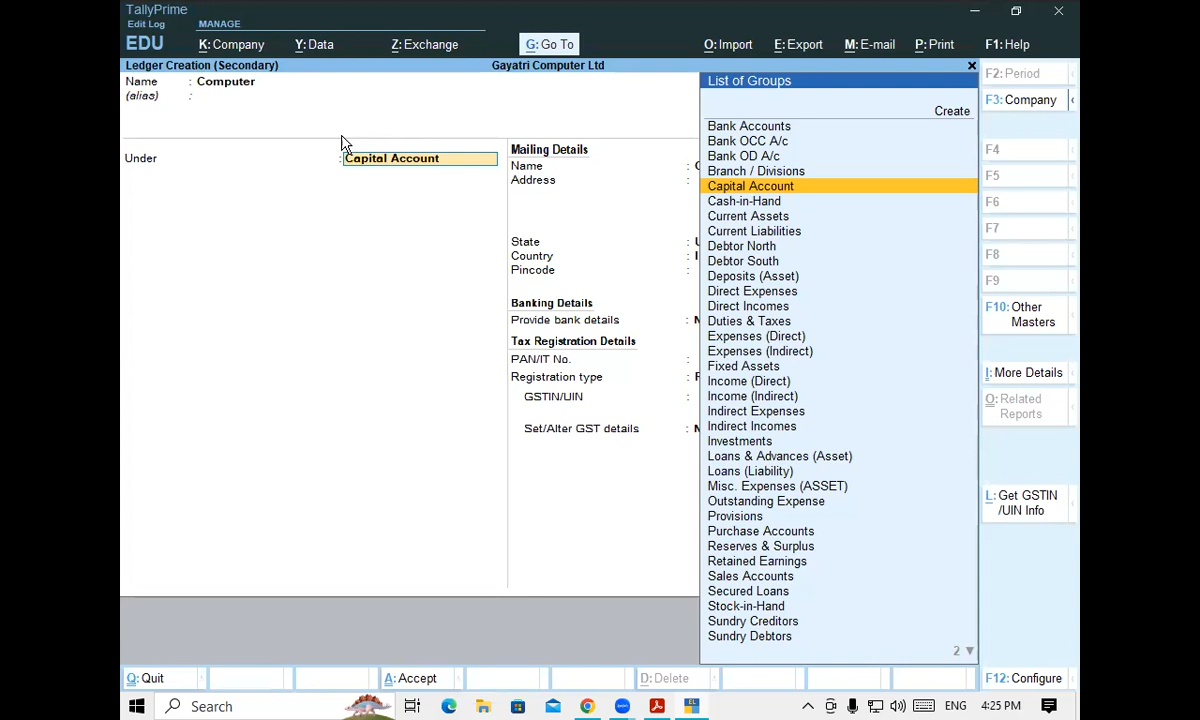 TallyPrime
Edit Log
MANAGE
EDU
K: Company
Y: Data
Z: Exchange
G: Go To
O: Import
E: Export
M: E-mail
P: Print
F1: Help
Ledger Creation (Secondary)
Gayatri Computer Ltd
Name : Computer
(alias) :
Under : Capital Account
Mailing Details
Name :
Address :
State :
Country : I
Pincode :
Banking Details
Provide bank details : N
Tax Registration Details
PAN/IT No. :
Registration type :
GSTIN/UIN :
Set/Alter GST details : N
List of Groups
Create
Bank Accounts
Bank OCC A/c
Bank OD A/c
Branch / Divisions
Capital Account
Cash-in-Hand
Current Assets
Current Liabilities
Debtor North
Debtor South
Deposits (Asset)
Direct Expenses
Direct Incomes
Duties & Taxes
Expenses (Direct)
Expenses (Indirect)
Fixed Assets
Income (Direct)
Income (Indirect)
Indirect Expenses
Indirect Incomes
Investments
Loans & Advances (Asset)
Loans (Liability)
Misc. Expenses (ASSET)
Outstanding Expense
Provisions
Purchase Accounts
Reserves & Surplus
Retained Earnings
Sales Accounts
Secured Loans
Stock-in-Hand
Sundry Creditors
Sundry Debtors
2 ▼
F2: Period
F3: Company
F4
F5
F6
F7
F8
F9
F10: Other
Masters
I: More Details
O: Related
Reports
L: Get GSTIN
/UIN Info
Q: Quit
A: Accept
D: Delete
F12: Configure
Search
EL
ENG
4:25 PM